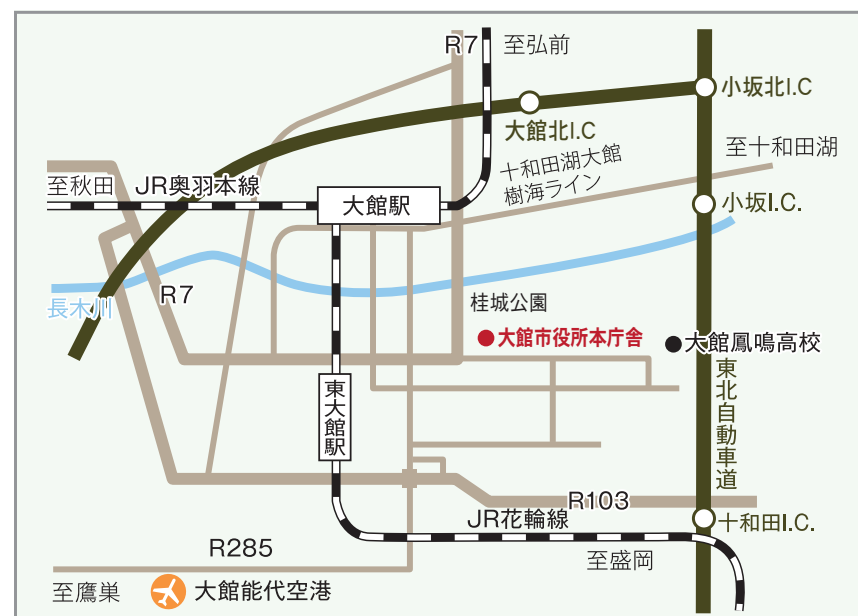 R7
至弘前
小坂北I.C
大館北I.C
至十和田湖
十和田湖大館
樹海ライン
至秋田
JR奥羽本線
大館駅
小坂I.C.
長木川
R7
桂城公園
大館市役所本庁舎
大館鳳鳴高校
東北自動車道
東大館駅
R103
十和田I.C.
JR花輪線
R285
至盛岡
至鷹巣
大館能代空港